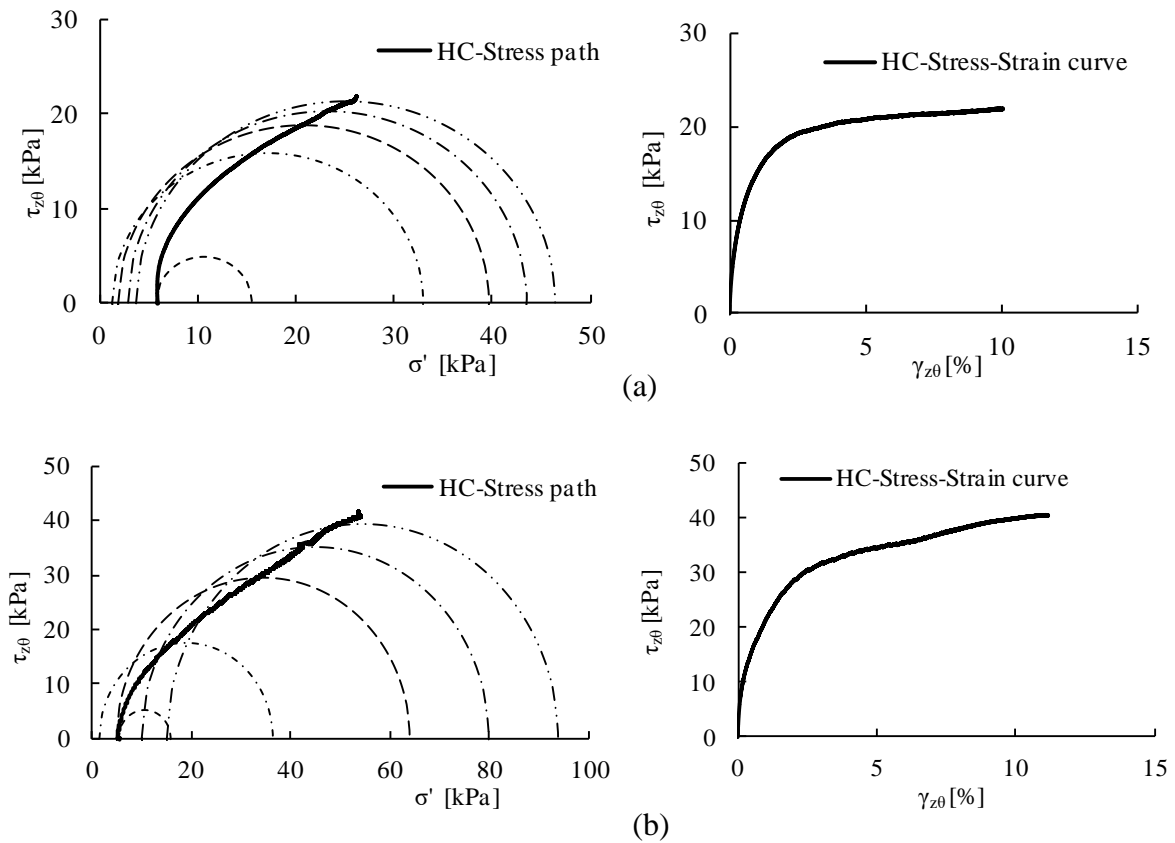 30
20
10
0
τzθ [kPa]
HC-Stress path
0 10 20 30 40 50
σ' [kPa]
30
20
10
0
τzθ [kPa]
HC-Stress-Strain curve
0 5 10 15
γzθ [%]
(a)
50
40
30
20
10
0
τzθ [kPa]
HC-Stress path
0 20 40 60 80 100
σ' [kPa]
50
40
30
20
10
0
τzθ [kPa]
HC-Stress-Strain curve
0 5 10 15
γzθ [%]
(b)